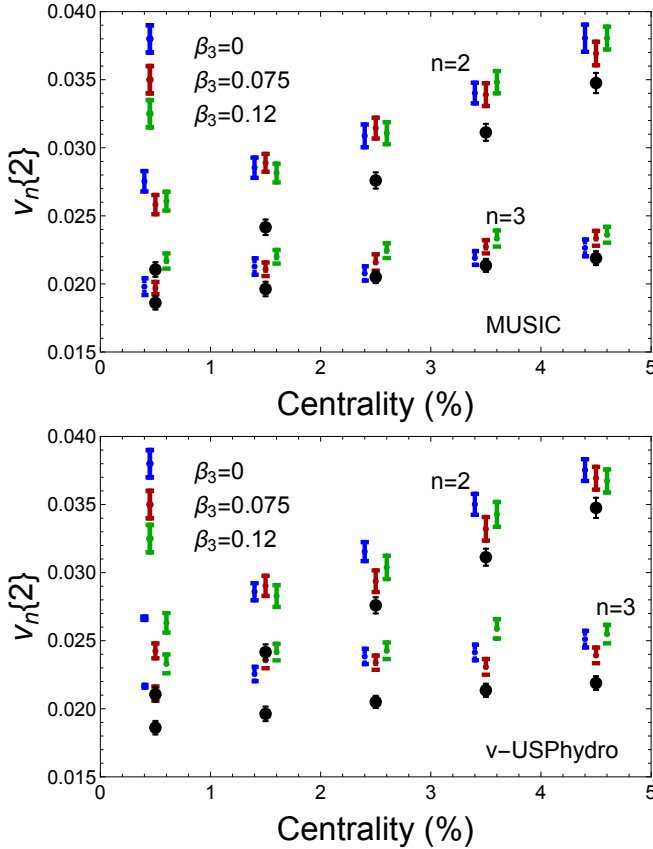 0.040
β₃=0
n=2
0.035
β₃=0.075
β₃=0.12
0.030
vₙ{2}
0.025
n=3
0.020
MUSIC
0.015
0 1 2 3 4 5
Centrality (%)
0.040
β₃=0
n=2
0.035
β₃=0.075
β₃=0.12
0.030
vₙ{2}
n=3
0.025
0.020
v-USPhydro
0.015
0 1 2 3 4 5
Centrality (%)